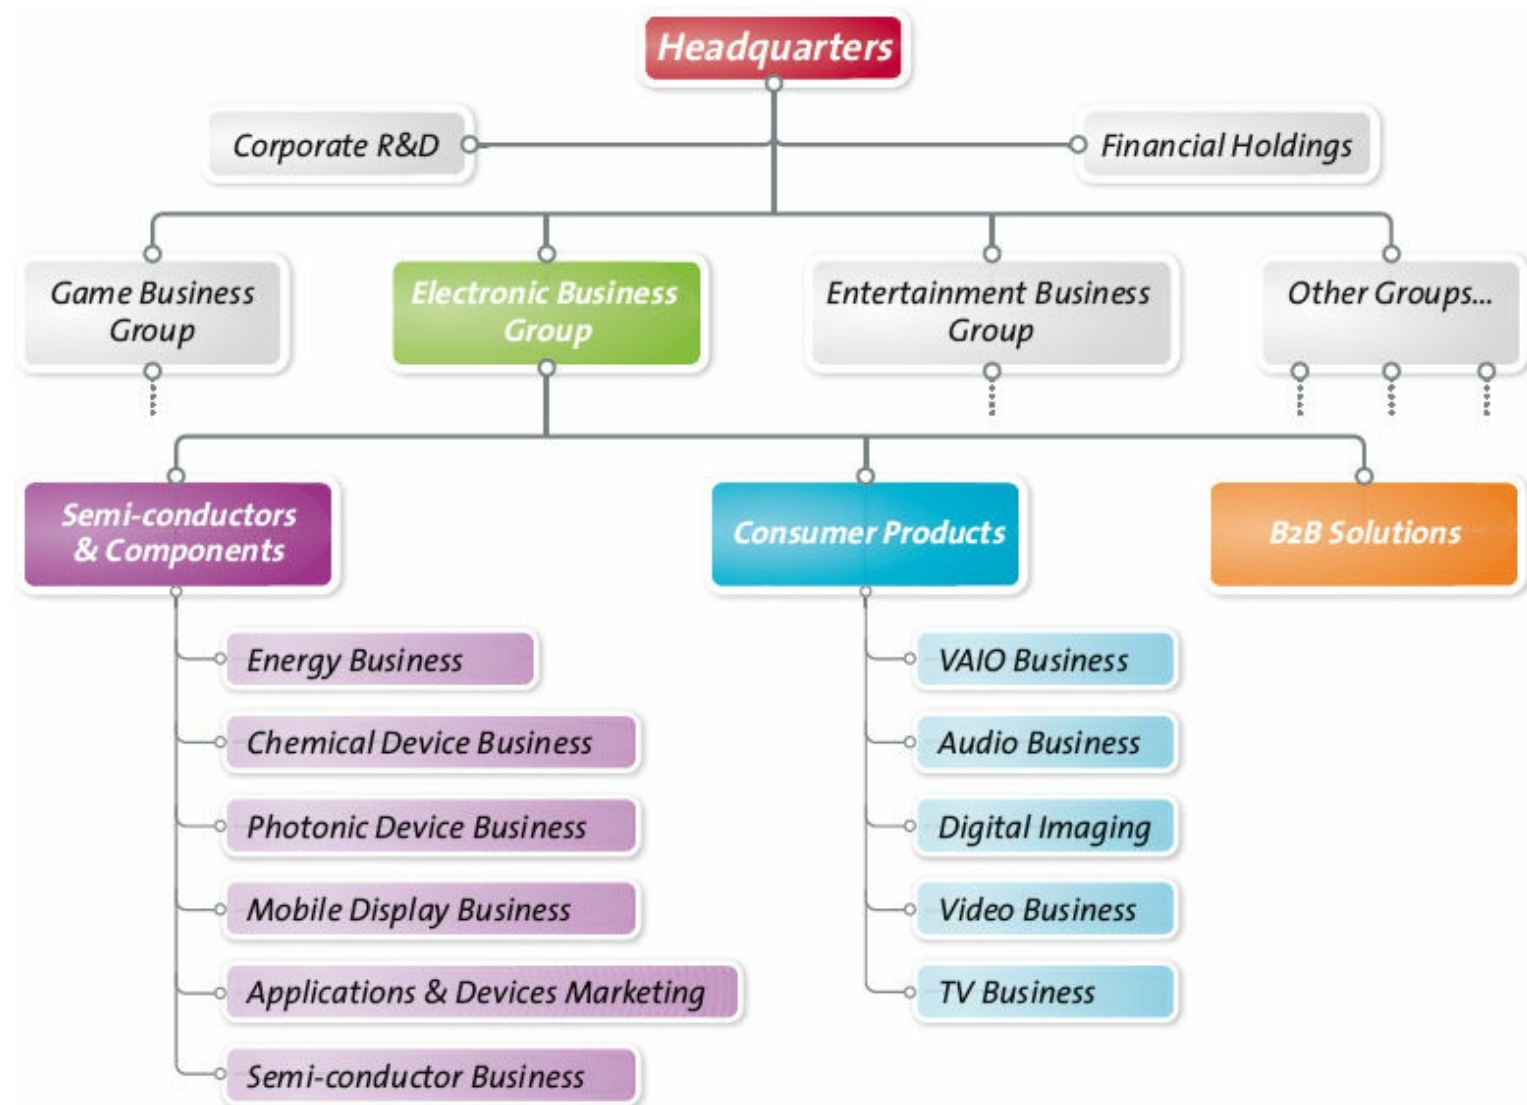 Headquarters
Corporate R&D
Financial Holdings
Game Business
Group
Electronic Business
Group
Entertainment Business
Group
Other Groups...
Semi-conductors
& Components
Consumer Products
B2B Solutions
Energy Business
Chemical Device Business
Photonic Device Business
Mobile Display Business
Applications & Devices Marketing
Semi-conductor Business
VAIO Business
Audio Business
Digital Imaging
Video Business
TV Business